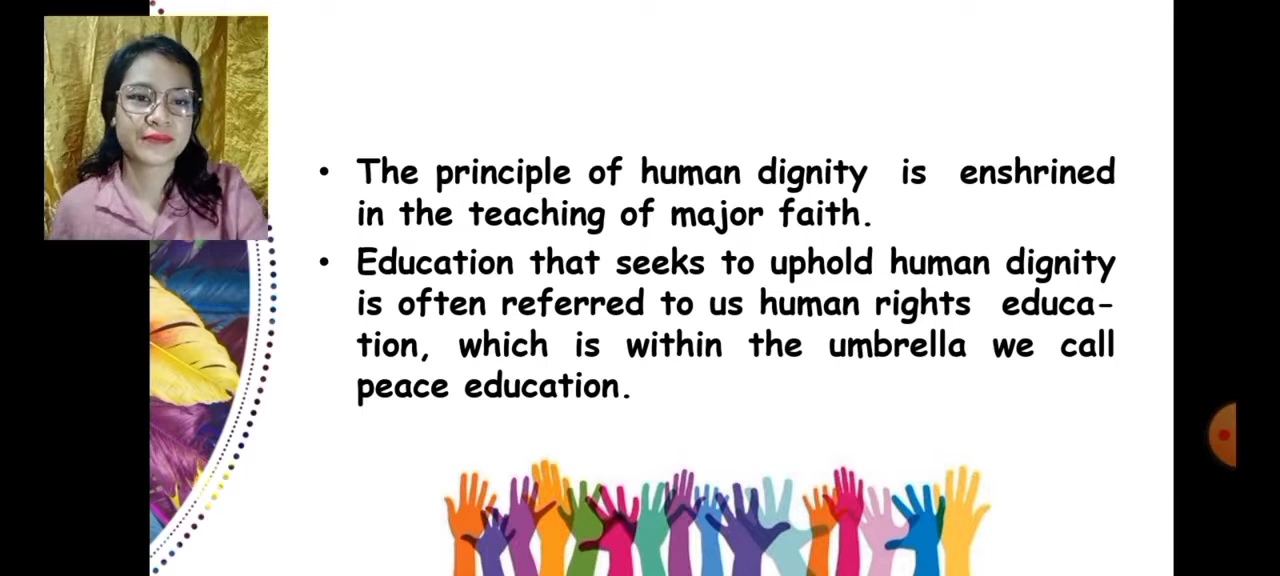 • The principle of human dignity is enshrined
in the teaching of major faith.
• Education that seeks to uphold human dignity
is often referred to us human rights educa-
tion, which is within the umbrella we call
peace education.